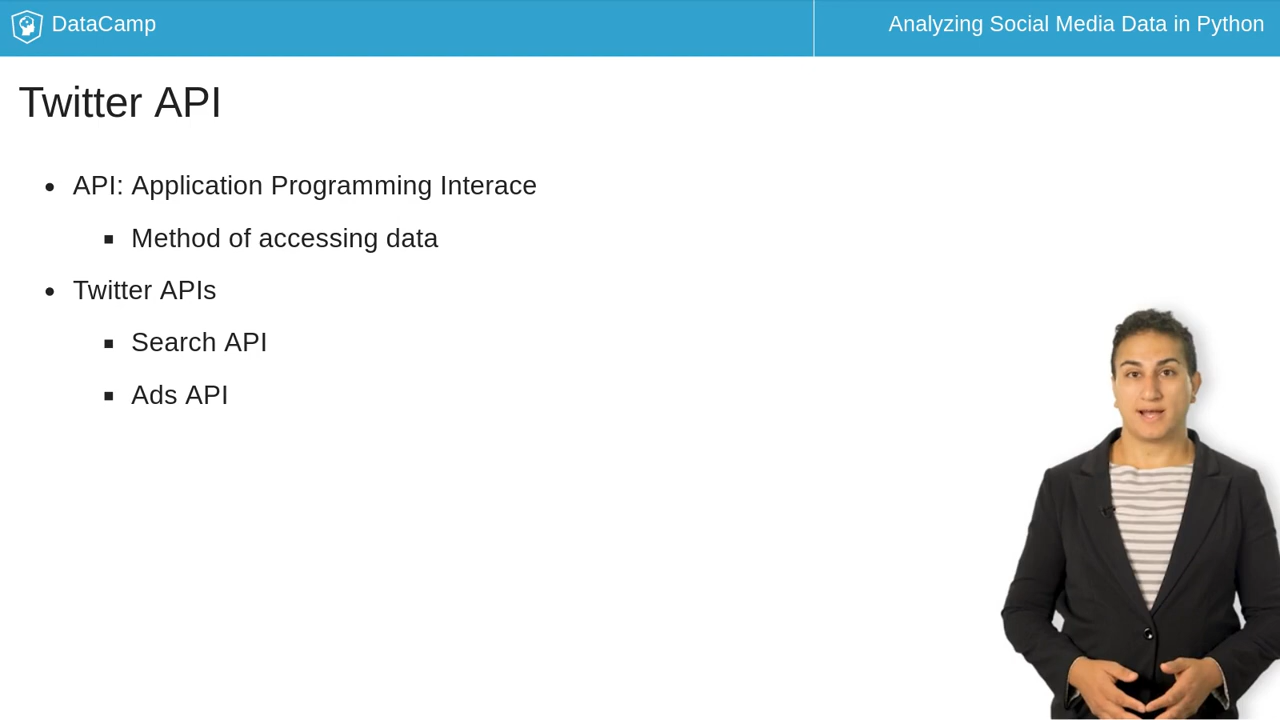 DataCamp
Analyzing Social Media Data in Python
Twitter API
API: Application Programming Interace
Method of accessing data
Twitter APIs
Search API
Ads API